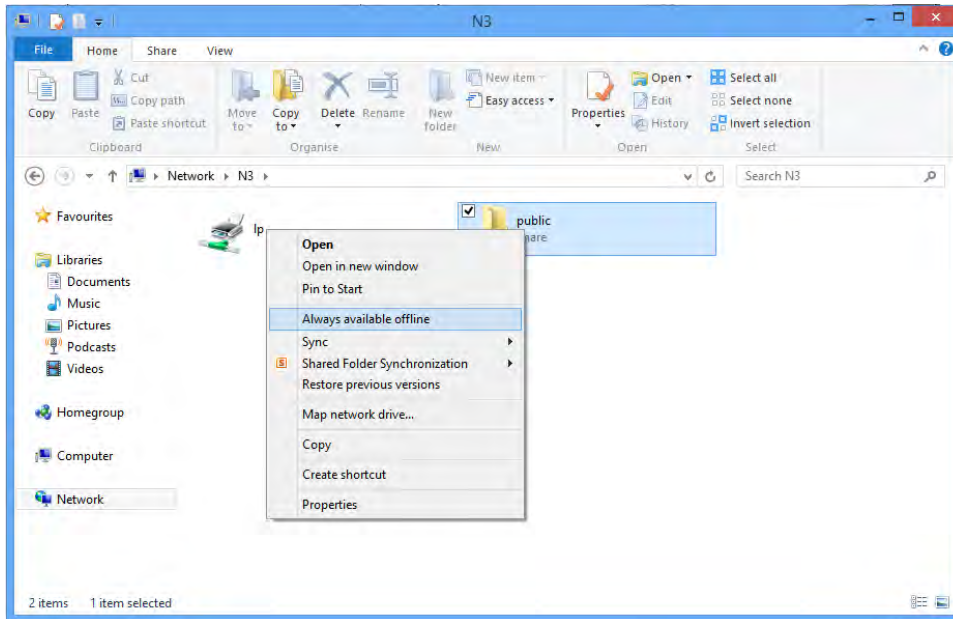 N3
File Home Share View
Copy
Paste
Cut
Copy path
Paste shortcut
Clipboard
Move to
Copy to
Delete
Rename
Organise
New folder
New item
Easy access
New
Properties
Open
Edit
History
Open
Select all
Select none
Invert selection
Select
Network N3
Search N3
Favourites
Libraries
Documents
Music
Pictures
Podcasts
Videos
Homegroup
Computer
Network
lp
public
Open
Open in new window
Pin to Start
Always available offline
Sync
Shared Folder Synchronization
Restore previous versions
Map network drive...
Copy
Create shortcut
Properties
2 items 1 item selected